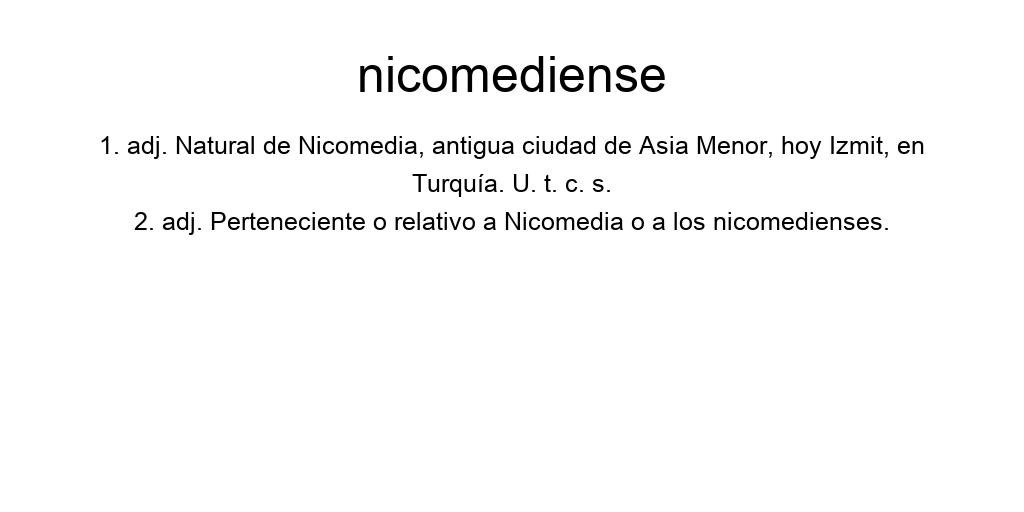 nicomediense
1. adj. Natural de Nicomedia, antigua ciudad de Asia Menor, hoy Izmit, en
Turquía. U. t. c. s.
2. adj. Perteneciente o relativo a Nicomedia o a los nicomedienses.